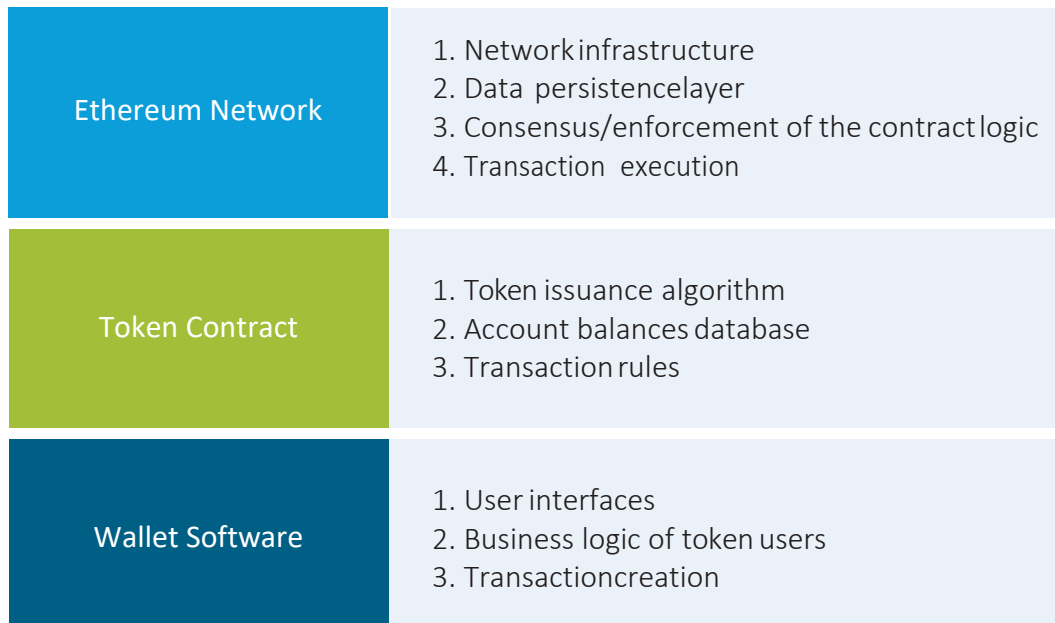 Ethereum Network
1. Network infrastructure
2. Data persistencelayer
3. Consensus/enforcement of the contract logic
4. Transaction execution
Token Contract
1. Token issuance algorithm
2. Account balances database
3. Transaction rules
Wallet Software
1. User interfaces
2. Business logic of token users
3. Transactioncreation